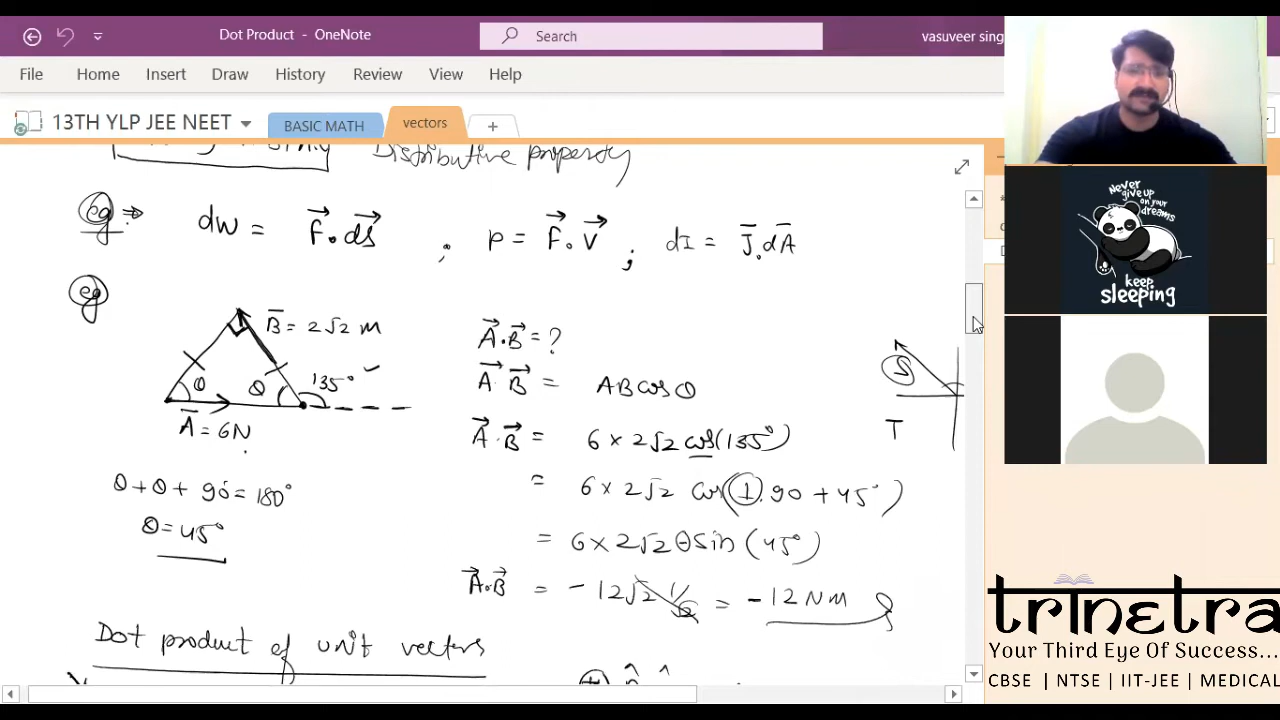 Dot Product - OneNote
Search
vasuveer sing
File Home Insert Draw History Review View Help
13TH YLP JEE NEET
BASIC MATH
vectors
Distributive property
eg ⇒ dW = F⃗.ds⃗ , P = F⃗.V⃗ ; dI = J̄.dĀ
eg
B̄ = 2√2 M
θ
θ
135°
Ā = 6N
θ + θ + 90° = 180°
θ = 45°
A⃗.B⃗ = ?
A⃗.B⃗ = AB cos θ
A⃗.B⃗ = 6 × 2√2 cos(135°)
= 6 × 2√2 cos(1.90 + 45°)
= 6 × 2√2 ⊖sin(45°)
A⃗.B⃗ = -12√2 1/√2 = -12 NM
S
T
Dot product of unit vectors
Never
give up
on your
dreams
keep
sleeping
trinetra
Your Third Eye Of Success...
CBSE | NTSE | IIT-JEE | MEDICAL